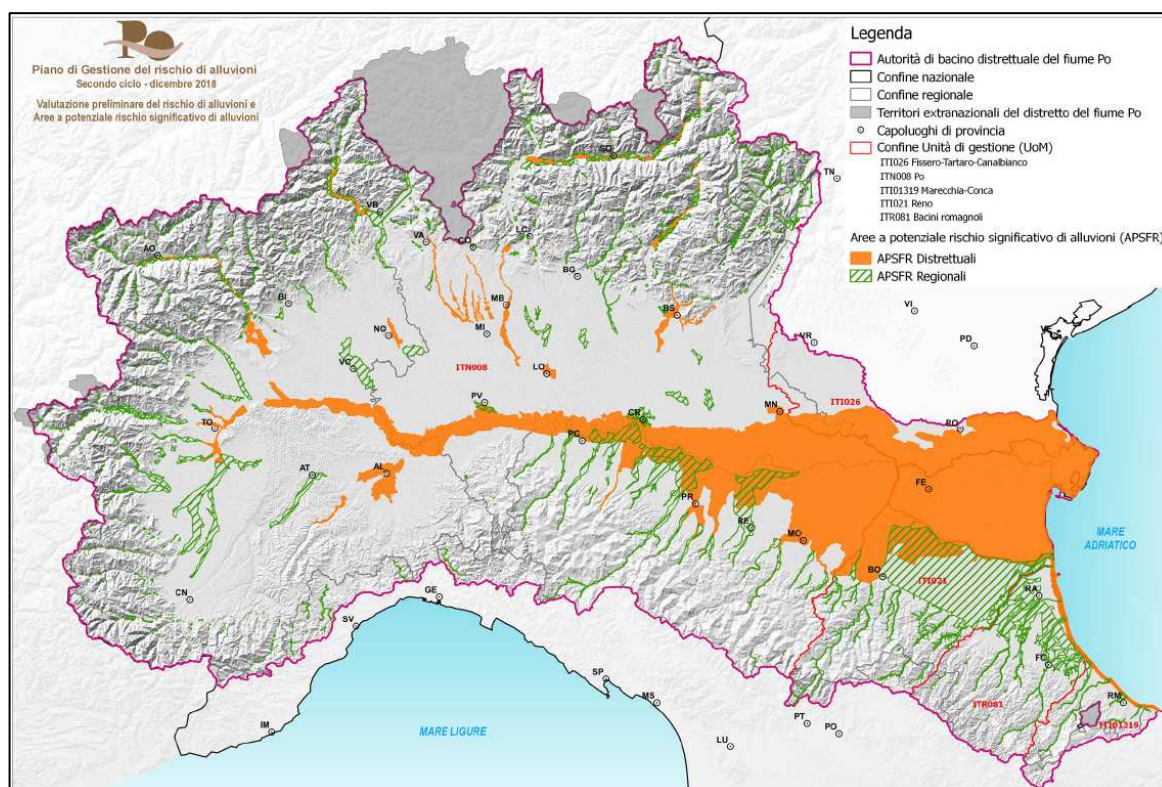 Po
Piano di Gestione del rischio di alluvioni
Secondo ciclo - dicembre 2018
Valutazione preliminare del rischio di alluvioni e
Aree a potenziale rischio significativo di alluvioni
Legenda
Autorità di bacino distrettuale del fiume Po
Confine nazionale
Confine regionale
Territori extranazionali del distretto del fiume Po
Capoluoghi di provincia
Confine Unità di gestione (UoM)
ITI026 Fissero-Tartaro-Canalbianco
ITN008 Po
ITI01319 Marecchia-Conca
ITI021 Reno
ITR081 Bacini romagnoli
Aree a potenziale rischio significativo di alluvioni (APSFR)
APSFR Distrettuali
APSFR Regionali
SO
TN
VB
VA
CO
LC
AO
BG
BI
MB
BS
VI
NO
MI
VR
PD
VE
VC
ITN008
LO
PV
CR
MN
ITI026
RO
TO
PC
AT
AL
PR
FE
RE
MO
MARE
ADRIATICO
BO
ITI021
CN
GE
RA
SV
FC
SP
MS
ITR081
RM
IM
MARE LIGURE
LU
PT
PO
ITI01319